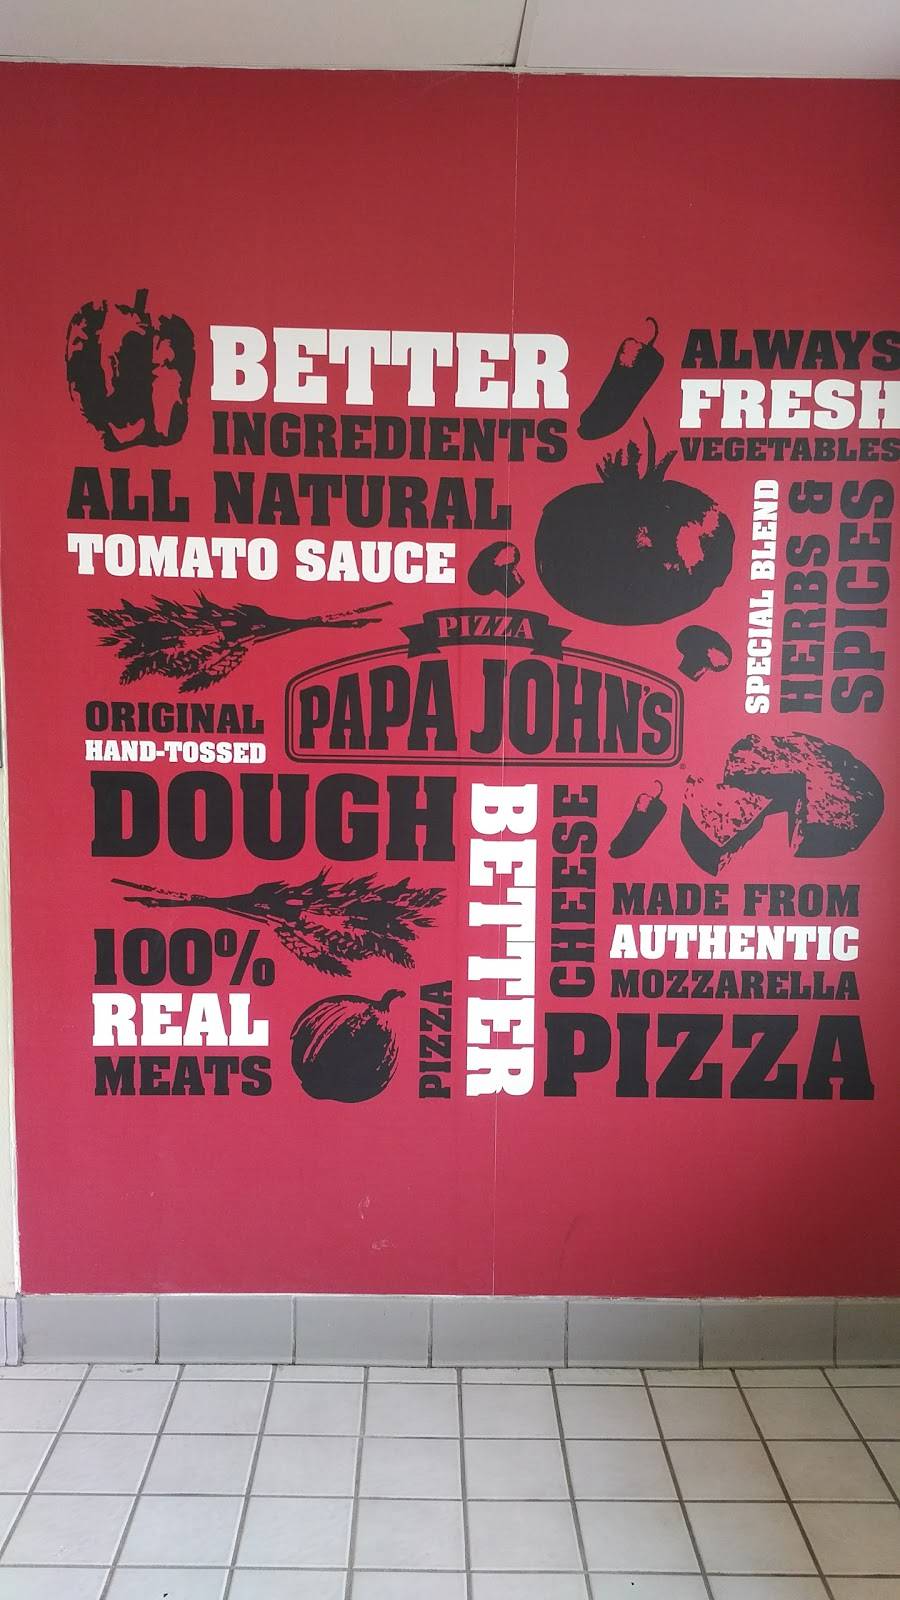 BETTER
INGREDIENTS
ALL NATURAL
TOMATO SAUCE
ALWAYS
FRESH
VEGETABLES
SPECIAL BLEND
HERBS &
SPICES
PIZZA
PAPA JOHN'S
ORIGINAL
HAND-TOSSED
DOUGH
100%
REAL
MEATS
PIZZA
BETTER
CHEESE
MADE FROM
AUTHENTIC
MOZZARELLA
PIZZA